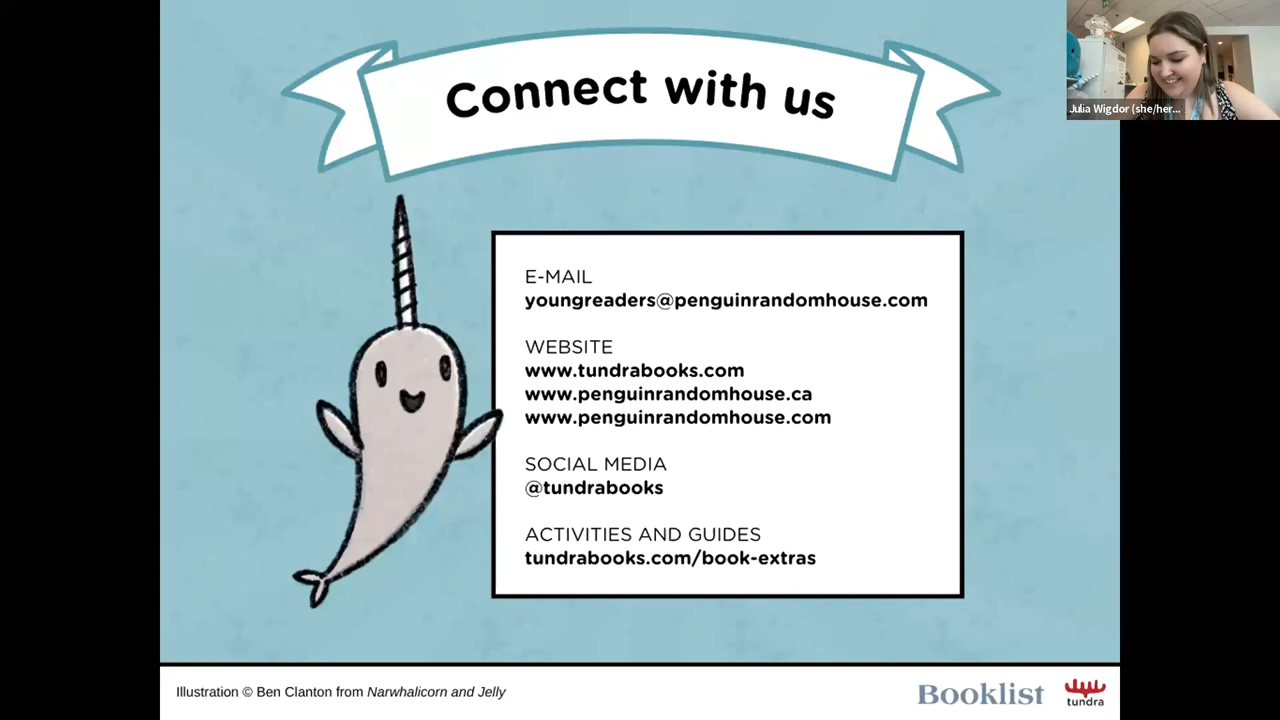 Connect with us
Julia Wigdor (she/her...
E-MAIL
youngreaders@penguinrandomhouse.com
WEBSITE
www.tundrabooks.com
www.penguinrandomhouse.ca
www.penguinrandomhouse.com
SOCIAL MEDIA
@tundrabooks
ACTIVITIES AND GUIDES
tundrabooks.com/book-extras
Illustration © Ben Clanton from Narwhalicorn and Jelly
Booklist
tundra